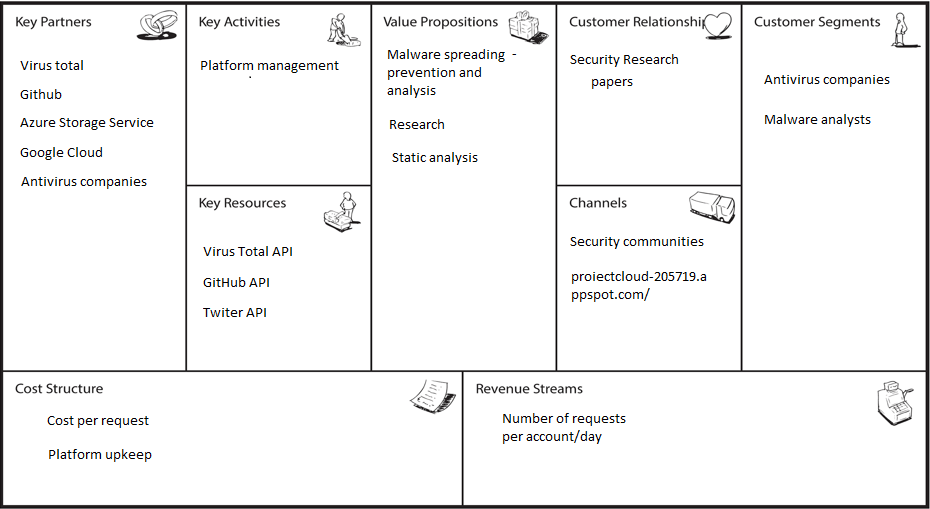 Key Partners
Virus total
Github
Azure Storage Service
Google Cloud
Antivirus companies
Key Activities
Platform management
Key Resources
Virus Total API
GitHub API
Twiter API
Value Propositions
Malware spreading -
prevention and
analysis
Research
Static analysis
Customer Relationship
Security Research
papers
Channels
Security communities
proiectcloud-205719.a
ppspot.com/
Customer Segments
Antivirus companies
Malware analysts
Cost Structure
Cost per request
Platform upkeep
Revenue Streams
Number of requests
per account/day